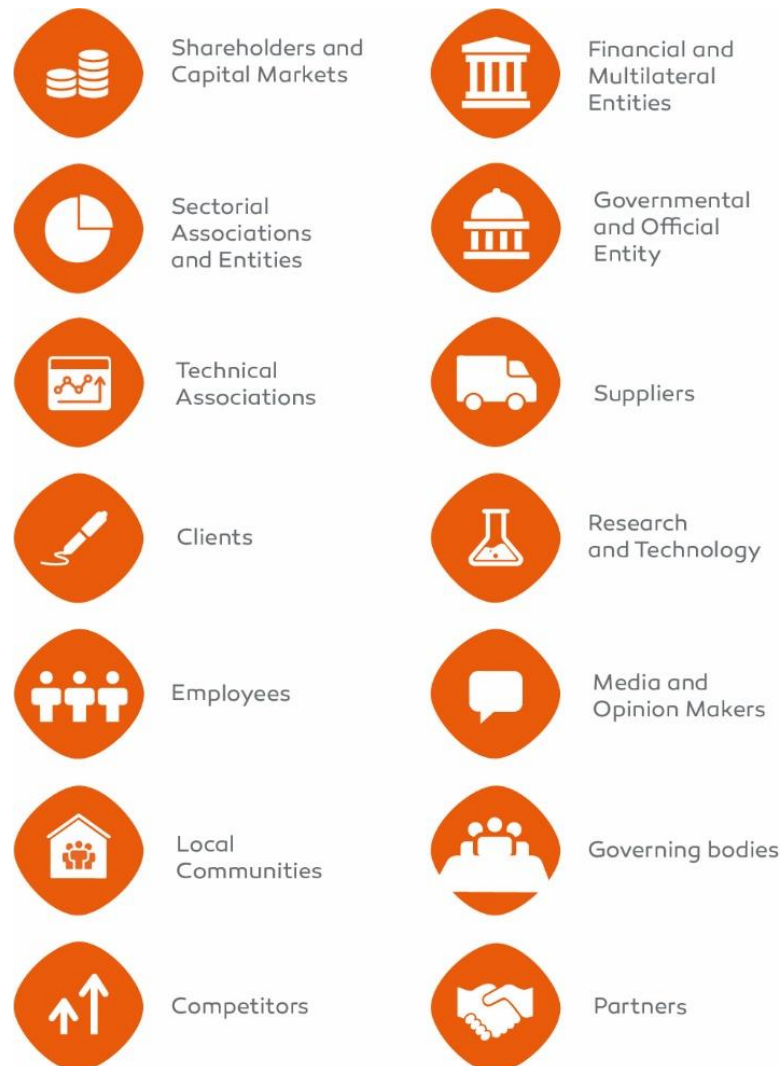 Shareholders and
Capital Markets
Financial and
Multilateral
Entities
Sectorial
Associations
and Entities
Governmental
and Official
Entity
Technical
Associations
Suppliers
Clients
Research
and Technology
Employees
Media and
Opinion Makers
Local
Communities
Governing bodies
Competitors
Partners